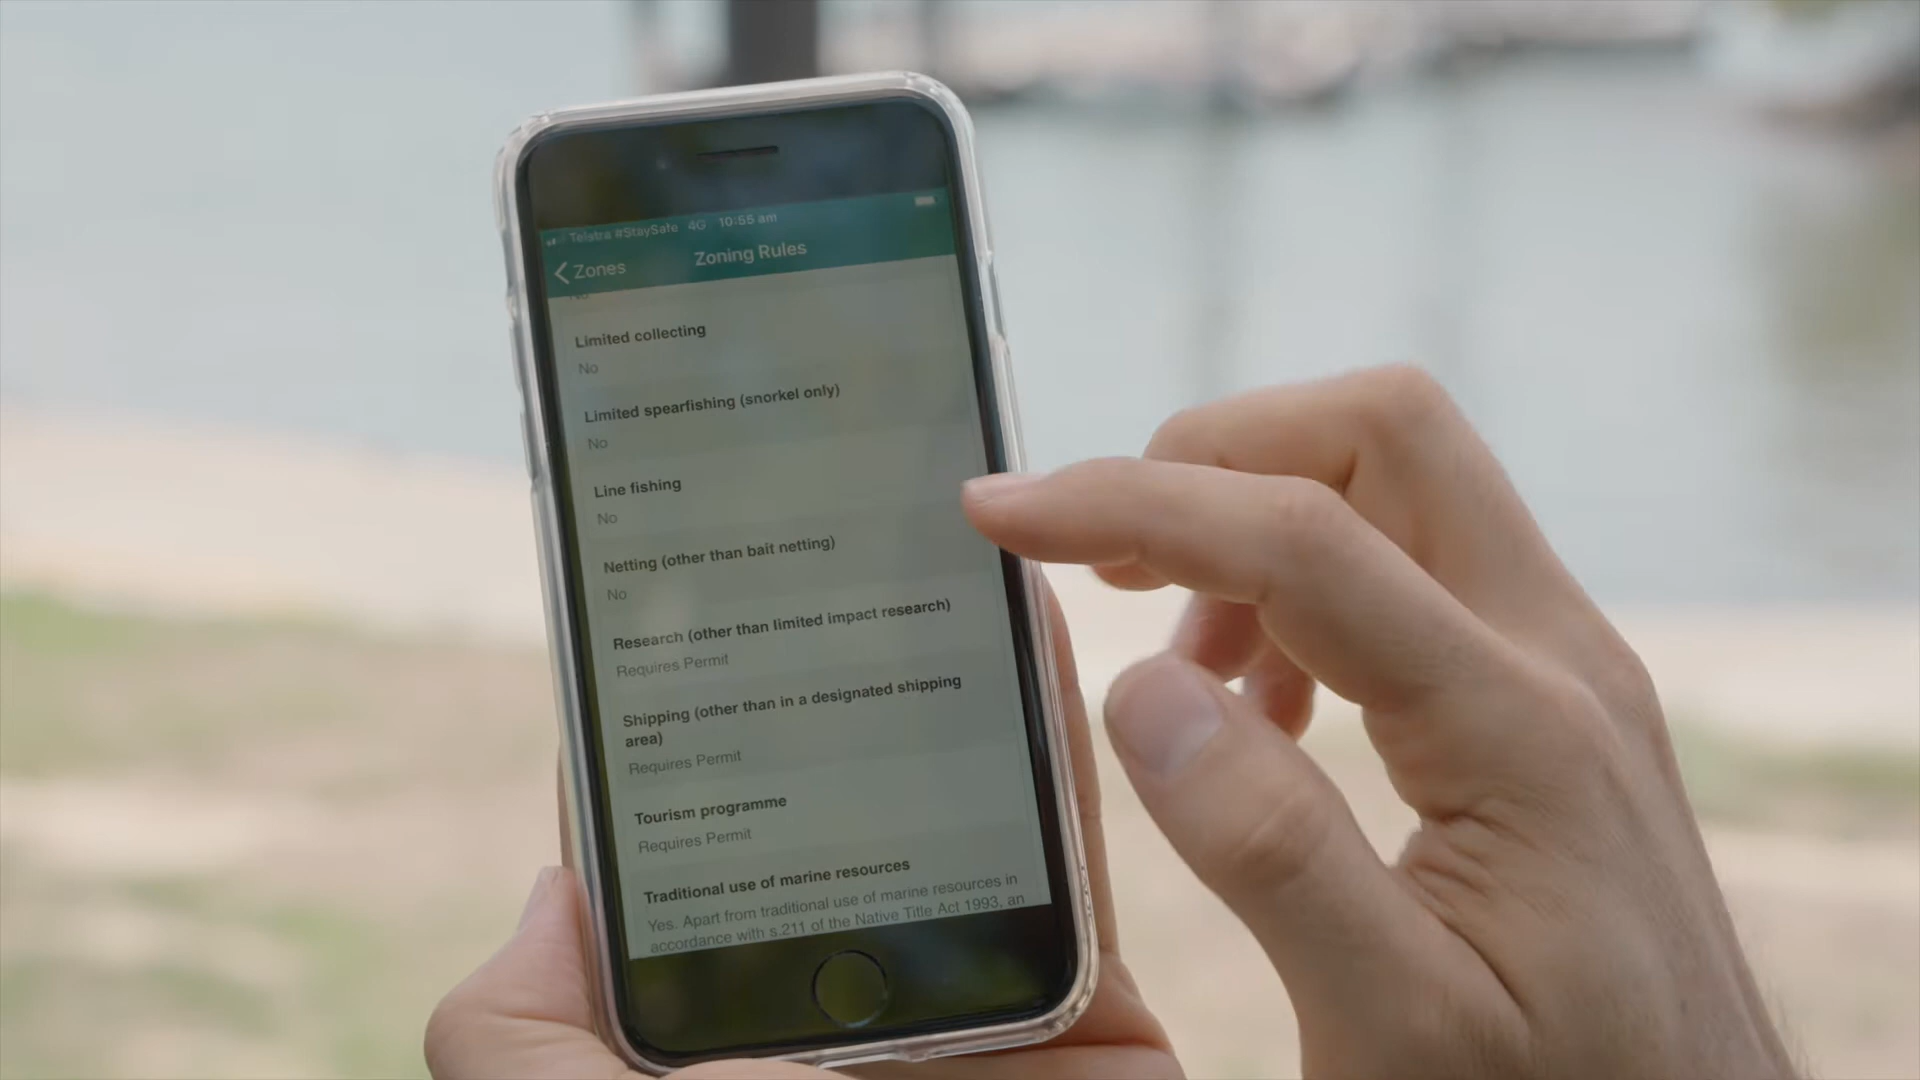 Telstra #StaySafe 4G 10:55 am
Zones
Zoning Rules
No
Limited collecting
No
Limited spearfishing (snorkel only)
No
Line fishing
No
Netting (other than bait netting)
No
Research (other than limited impact research)
Requires Permit
Shipping (other than in a designated shipping
area)
Requires Permit
Tourism programme
Requires Permit
Traditional use of marine resources
Yes. Apart from traditional use of marine resources in
accordance with s.211 of the Native Title Act 1993, an